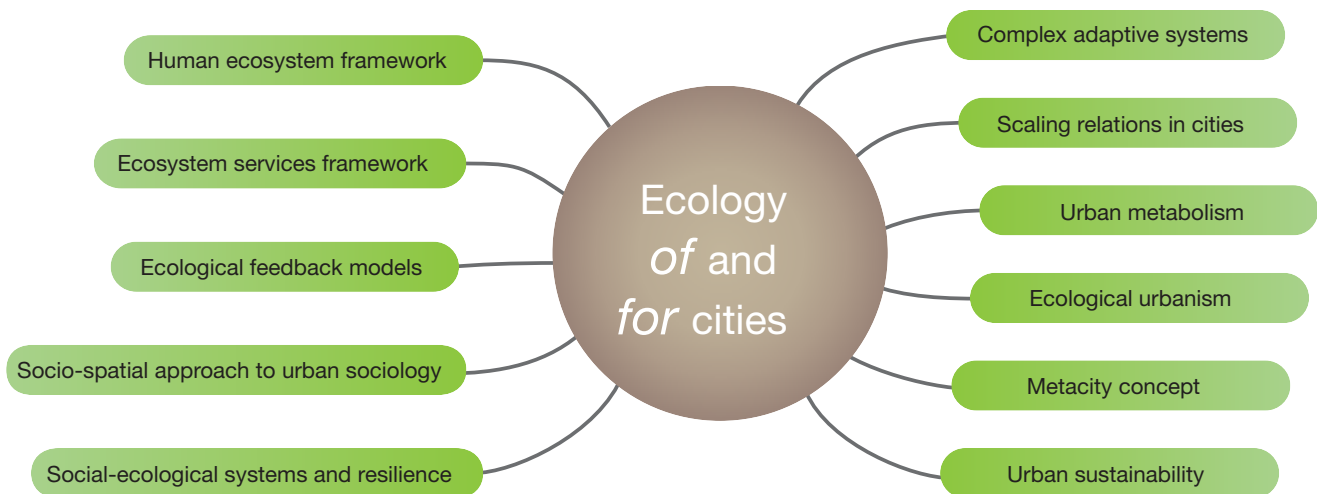 Human ecosystem framework
Ecosystem services framework
Ecological feedback models
Socio-spatial approach to urban sociology
Social-ecological systems and resilience
Ecology
of and
for cities
Complex adaptive systems
Scaling relations in cities
Urban metabolism
Ecological urbanism
Metacity concept
Urban sustainability